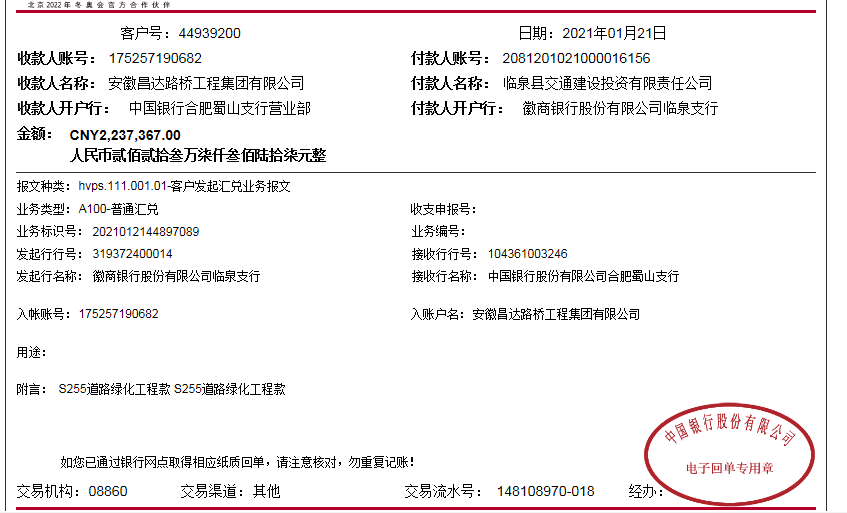 北京2022年冬奥会官方合作伙伴
客户号：44939200 日期：2021年01月21日
收款人账号： 175257190682 付款人账号： 2081201021000016156
收款人名称： 安徽昌达路桥工程集团有限公司 付款人名称： 临泉县交通建设投资有限责任公司
收款人开户行： 中国银行合肥蜀山支行营业部 付款人开户行： 徽商银行股份有限公司临泉支行
金额： CNY2,237,367.00
人民币贰佰贰拾叁万柒仟叁佰陆拾柒元整
报文种类：hvps.111.001.01-客户发起汇兑业务报文
业务类型：A100-普通汇兑 收支申报号：
业务标识号： 2021012144897089 业务编号：
发起行行号： 319372400014 接收行行号： 104361003246
发起行名称： 徽商银行股份有限公司临泉支行 接收行名称： 中国银行股份有限公司合肥蜀山支行
入帐账号：175257190682 入账户名：安徽昌达路桥工程集团有限公司
用途：
附言： S255道路绿化工程款 S255道路绿化工程款
中国银行股份有限公司
电子回单专用章
如您已通过银行网点取得相应纸质回单，请注意核对，勿重复记账！
交易机构：08860 交易渠道：其他 交易流水号： 148108970-018 经办：